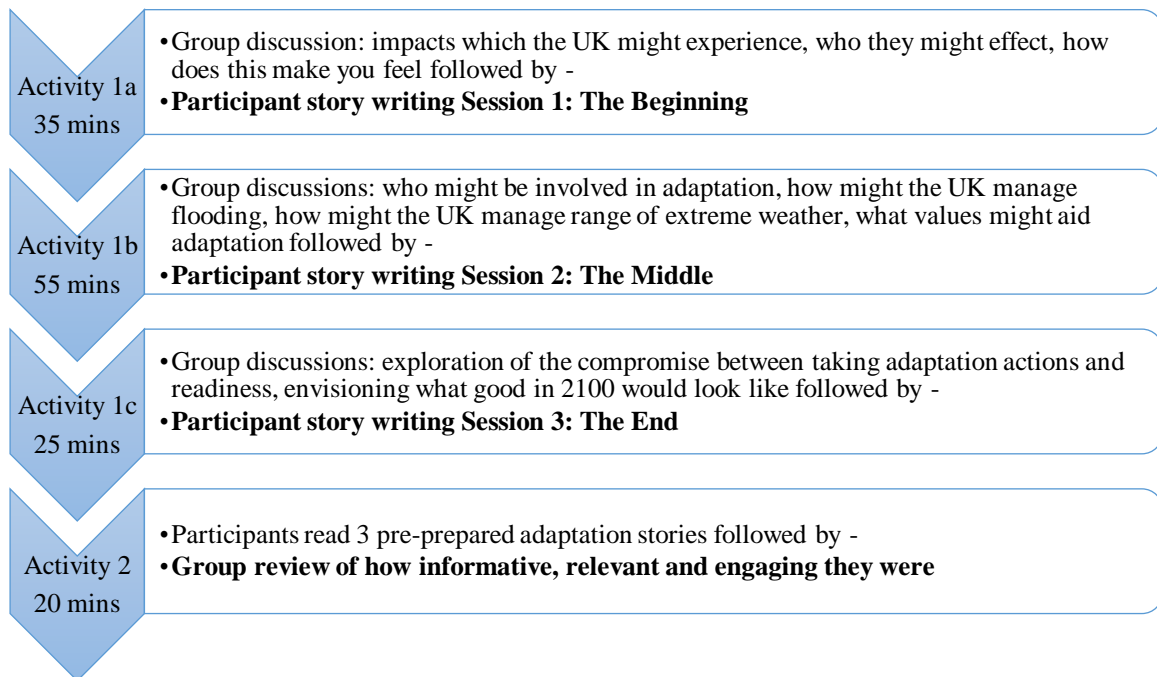 Activity 1a
35 mins
•Group discussion: impacts which the UK might experience, who they might effect, how
does this make you feel followed by -
•Participant story writing Session 1: The Beginning
Activity 1b
55 mins
•Group discussions: who might be involved in adaptation, how might the UK manage
flooding, how might the UK manage range of extreme weather, what values might aid
adaptation followed by -
•Participant story writing Session 2: The Middle
Activity 1c
25 mins
•Group discussions: exploration of the compromise between taking adaptation actions and
readiness, envisioning what good in 2100 would look like followed by -
•Participant story writing Session 3: The End
Activity 2
20 mins
•Participants read 3 pre-prepared adaptation stories followed by -
•Group review of how informative, relevant and engaging they were